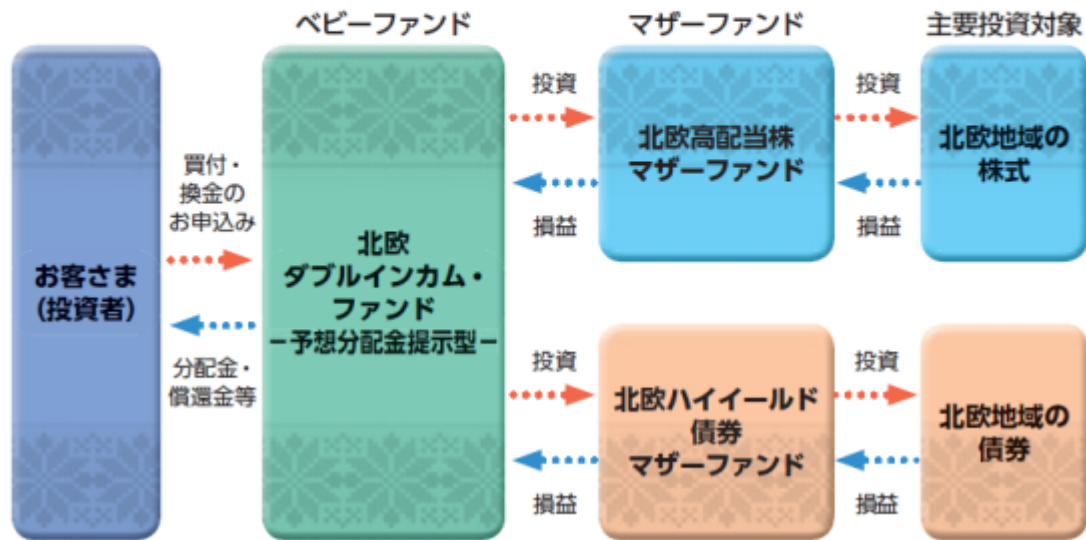 ベビーファンド
マザーファンド
主要投資対象
お客さま
(投資者)
買付・
換金の
お申込み
分配金・
償還金等
北欧
ダブルインカム・
ファンド
－予想分配金提示型－
投資
損益
北欧高配当株
マザーファンド
投資
損益
北欧地域の
株式
投資
損益
北欧ハイイールド
債券
マザーファンド
投資
損益
北欧地域の
債券